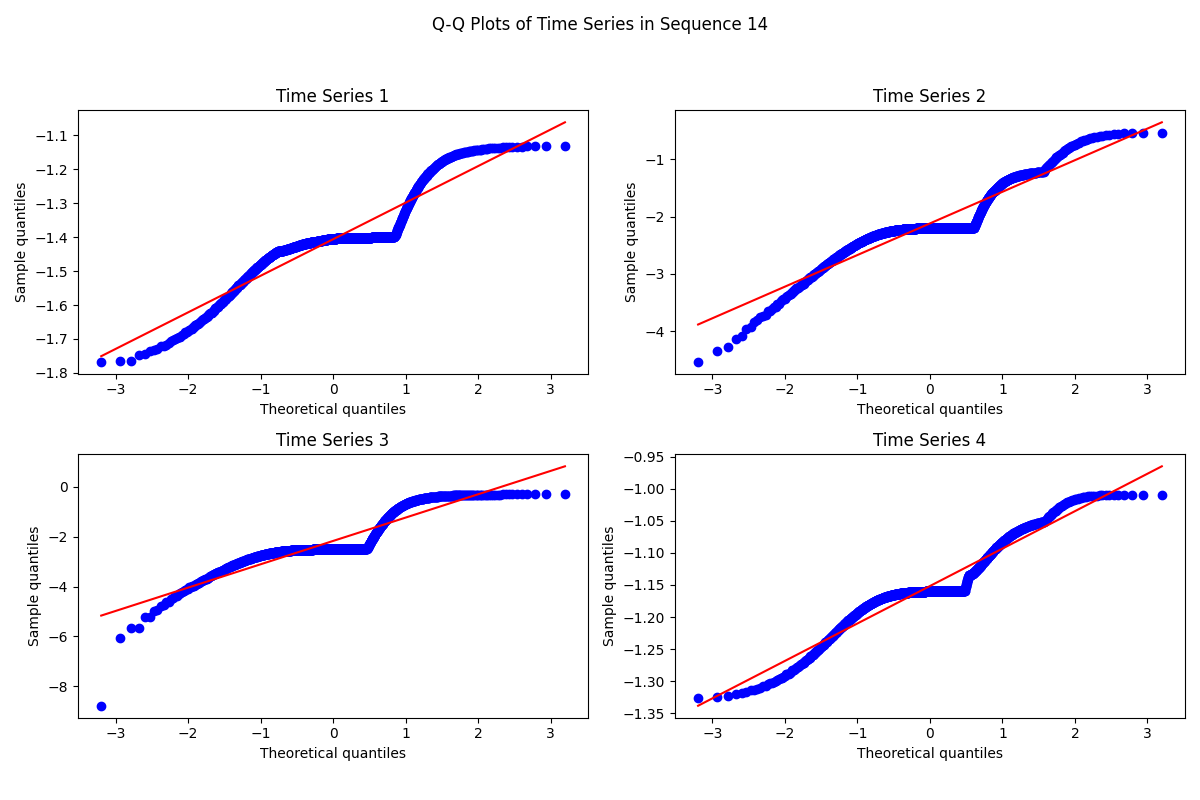 Q-Q Plots of Time Series in Sequence 14
Time Series 1
Sample quantiles
−1.1
−1.2
−1.3
−1.4
−1.5
−1.6
−1.7
−1.8
−3 −2 −1 0 1 2 3
Theoretical quantiles
Time Series 2
Sample quantiles
−1
−2
−3
−4
−3 −2 −1 0 1 2 3
Theoretical quantiles
Time Series 3
Sample quantiles
0
−2
−4
−6
−8
−3 −2 −1 0 1 2 3
Theoretical quantiles
Time Series 4
Sample quantiles
−0.95
−1.00
−1.05
−1.10
−1.15
−1.20
−1.25
−1.30
−1.35
−3 −2 −1 0 1 2 3
Theoretical quantiles